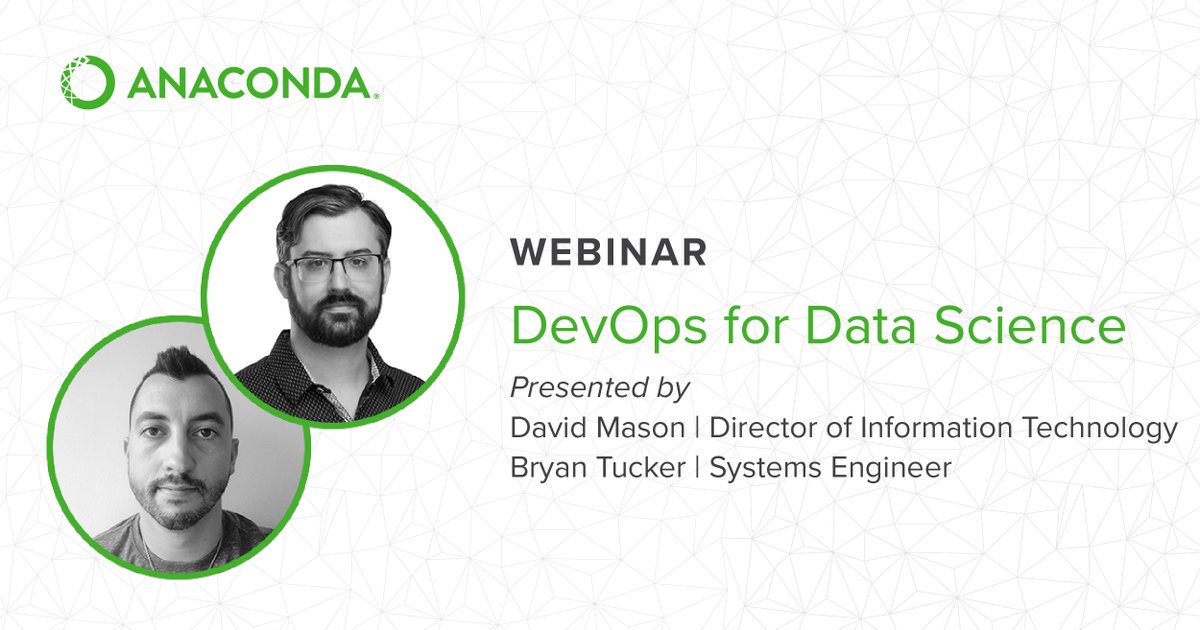 ANACONDA®
WEBINAR
DevOps for Data Science
Presented by
David Mason | Director of Information Technology
Bryan Tucker | Systems Engineer